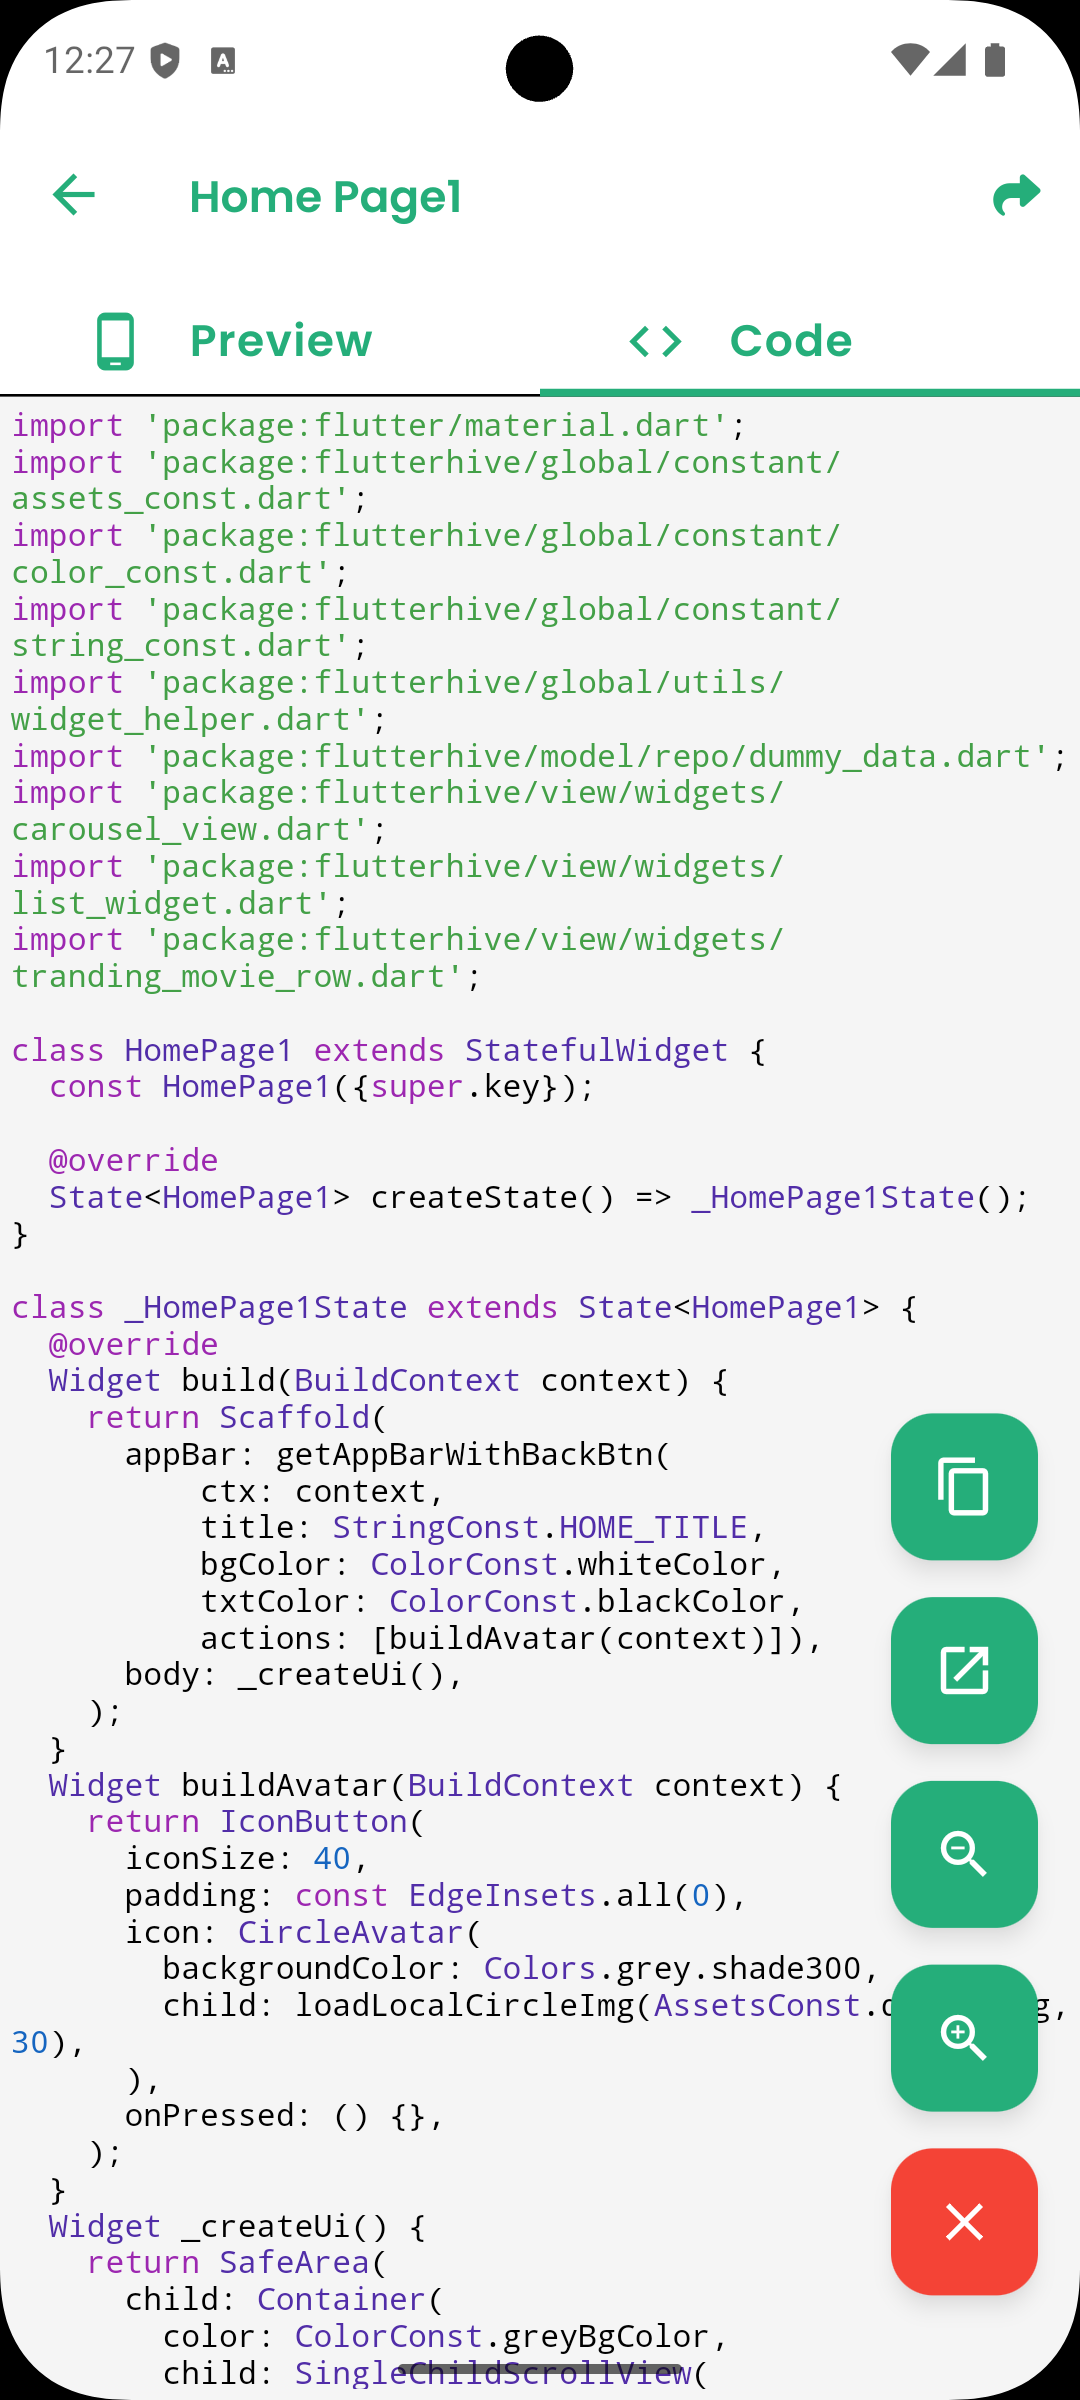 12:27
Home Page1
Preview
Code
import 'package:flutter/material.dart';
import 'package:flutterhive/global/constant/
assets_const.dart';
import 'package:flutterhive/global/constant/
color_const.dart';
import 'package:flutterhive/global/constant/
string_const.dart';
import 'package:flutterhive/global/utils/
widget_helper.dart';
import 'package:flutterhive/model/repo/dummy_data.dart';
import 'package:flutterhive/view/widgets/
carousel_view.dart';
import 'package:flutterhive/view/widgets/
list_widget.dart';
import 'package:flutterhive/view/widgets/
tranding_movie_row.dart';
class HomePage1 extends StatefulWidget {
  const HomePage1({super.key});
  @override
  State<HomePage1> createState() => _HomePage1State();
}
class _HomePage1State extends State<HomePage1> {
  @override
  Widget build(BuildContext context) {
    return Scaffold(
      appBar: getAppBarWithBackBtn(
          ctx: context,
          title: StringConst.HOME_TITLE,
          bgColor: ColorConst.whiteColor,
          txtColor: ColorConst.blackColor,
          actions: [buildAvatar(context)]),
      body: _createUi(),
    );
  }
  Widget buildAvatar(BuildContext context) {
    return IconButton(
      iconSize: 40,
      padding: const EdgeInsets.all(0),
      icon: CircleAvatar(
        backgroundColor: Colors.grey.shade300,
        child: loadLocalCircleImg(AssetsConst.
30),
      ),
      onPressed: () {},
    );
  }
  Widget _createUi() {
    return SafeArea(
      child: Container(
        color: ColorConst.greyBgColor,
        child: SingleChildScrollView(